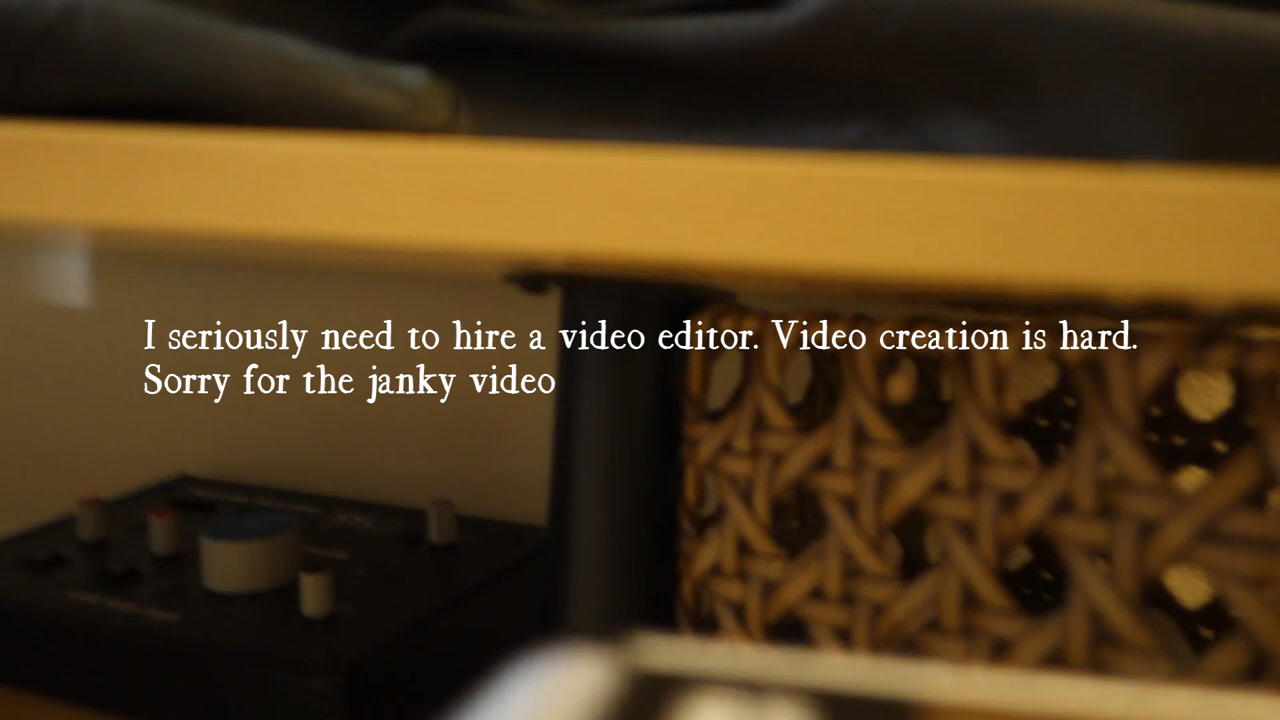 I seriously need to hire a video editor. Video creation is hard.
Sorry for the janky video